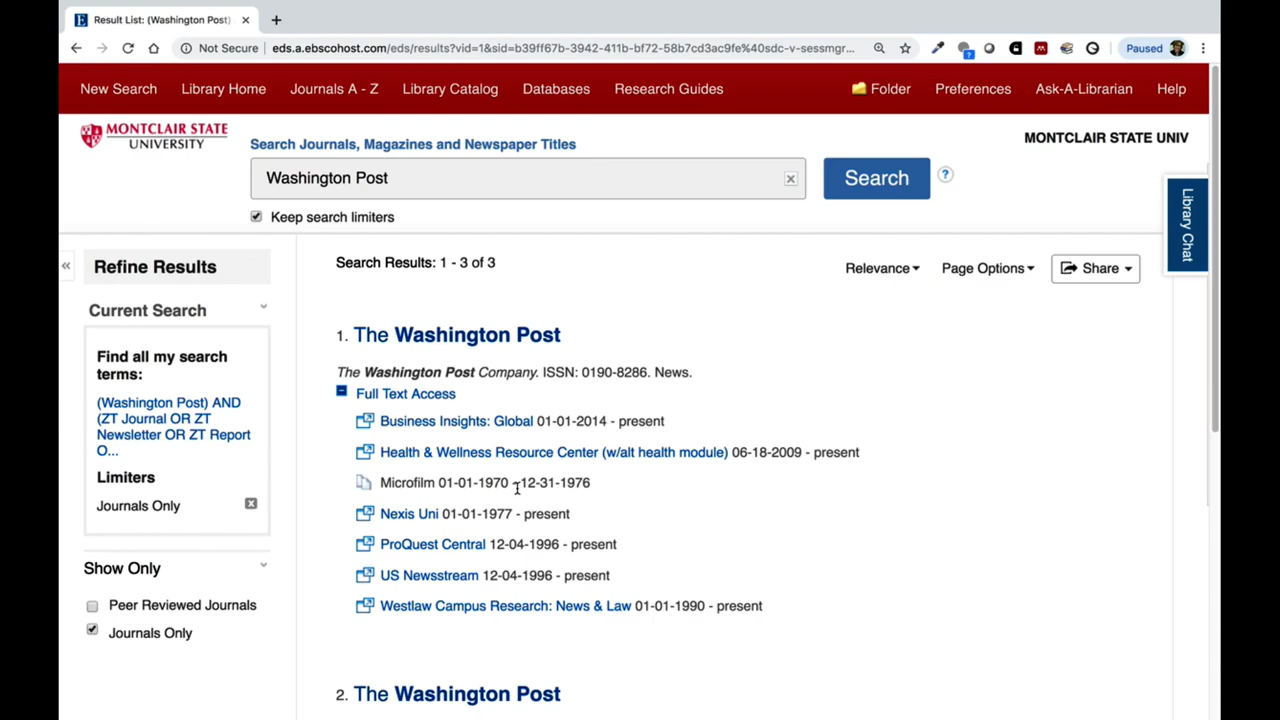 Result List: (Washington Post)
Not Secure
eds.a.ebscohost.com/eds/results?vid=1&sid=b39ff67b-3942-411b-bf72-58b7cd3ac9fe%40sdc-v-sessmgr...
Paused
New Search Library Home Journals A - Z Library Catalog Databases Research Guides Folder Preferences Ask-A-Librarian Help
MONTCLAIR STATE
UNIVERSITY
Search Journals, Magazines and Newspaper Titles
MONTCLAIR STATE UNIV
Washington Post
Search
?
Keep search limiters
Library Chat
Refine Results
Search Results: 1 - 3 of 3
Relevance Page Options Share
Current Search
Find all my search
terms:
(Washington Post) AND
(ZT Journal OR ZT
Newsletter OR ZT Report
O...
Limiters
Journals Only
Show Only
Peer Reviewed Journals
Journals Only
1. The Washington Post
The Washington Post Company. ISSN: 0190-8286. News.
Full Text Access
Business Insights: Global 01-01-2014 - present
Health & Wellness Resource Center (w/alt health module) 06-18-2009 - present
Microfilm 01-01-1970 - 12-31-1976
Nexis Uni 01-01-1977 - present
ProQuest Central 12-04-1996 - present
US Newsstream 12-04-1996 - present
Westlaw Campus Research: News & Law 01-01-1990 - present
2. The Washington Post